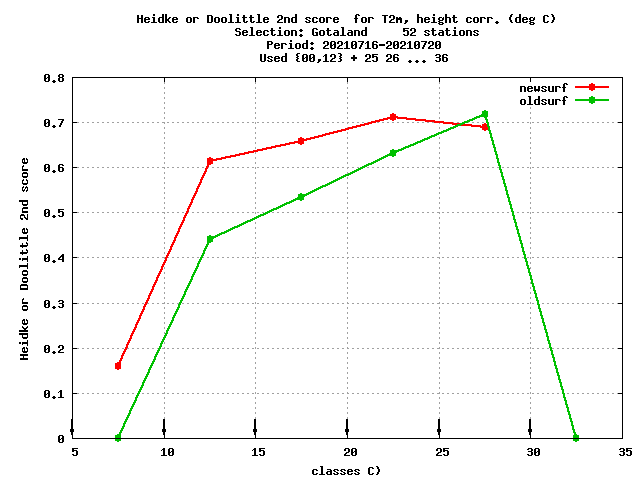 Heidke or Doolittle 2nd score  for T2m, height corr. (deg C)
Selection: Gotaland     52 stations
Period: 20210716-20210720
Used {00,12} + 25 26 ... 36
newsurf
oldsurf
Heidke or Doolittle 2nd score
0.8
0.7
0.6
0.5
0.4
0.3
0.2
0.1
0
5 10 15 20 25 30 35
classes C)